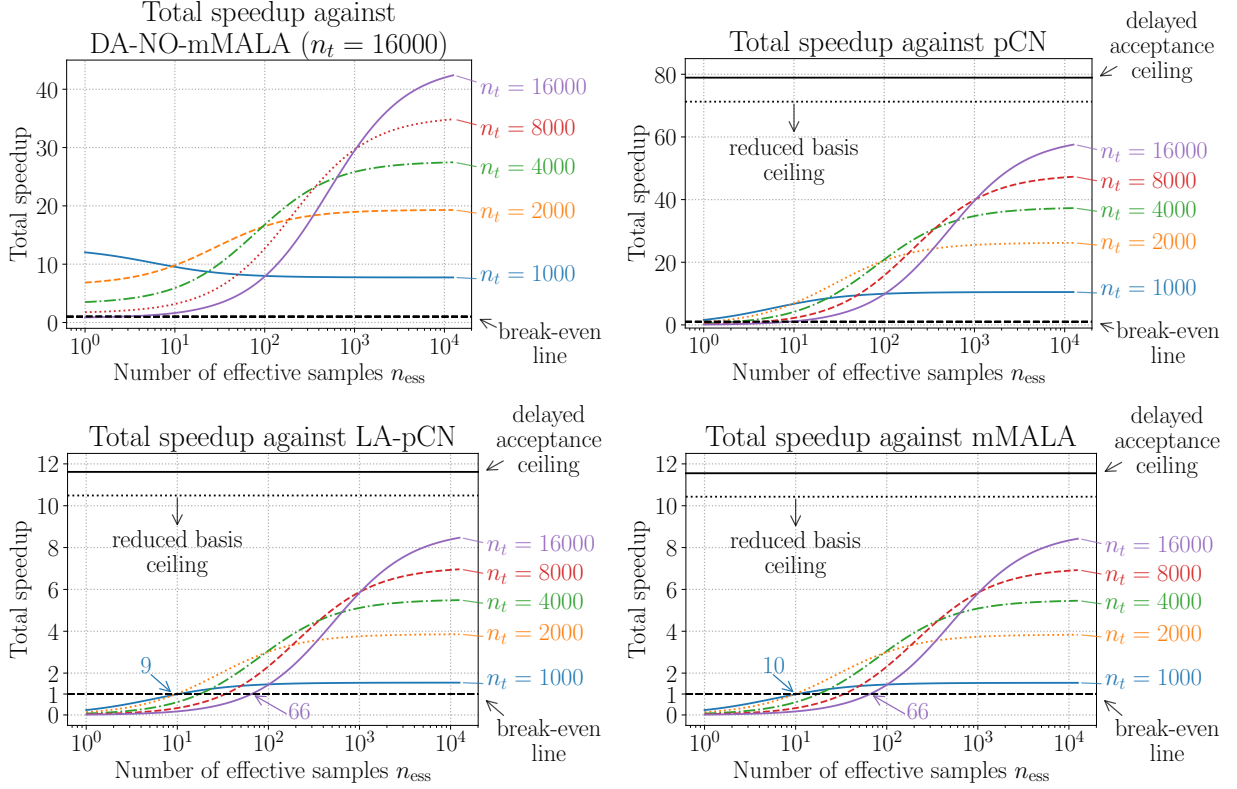 Total speedup against
DA-NO-mMALA (n_t = 16000)
Total speedup
40
30
20
10
0
10^0
10^1
10^2
10^3
10^4
Number of effective samples n_ess
n_t = 16000
n_t = 8000
n_t = 4000
n_t = 2000
n_t = 1000
break-even
line
Total speedup against pCN
delayed
acceptance
ceiling
Total speedup
80
60
40
20
0
reduced basis
ceiling
10^0
10^1
10^2
10^3
10^4
Number of effective samples n_ess
n_t = 16000
n_t = 8000
n_t = 4000
n_t = 2000
n_t = 1000
break-even
line
Total speedup against LA-pCN
delayed
acceptance
ceiling
Total speedup
12
10
8
6
4
2
1
0
reduced basis
ceiling
9
66
10^0
10^1
10^2
10^3
10^4
Number of effective samples n_ess
n_t = 16000
n_t = 8000
n_t = 4000
n_t = 2000
n_t = 1000
break-even
line
Total speedup against mMALA
delayed
acceptance
ceiling
Total speedup
12
10
8
6
4
2
1
0
reduced basis
ceiling
10
66
10^0
10^1
10^2
10^3
10^4
Number of effective samples n_ess
n_t = 16000
n_t = 8000
n_t = 4000
n_t = 2000
n_t = 1000
break-even
line